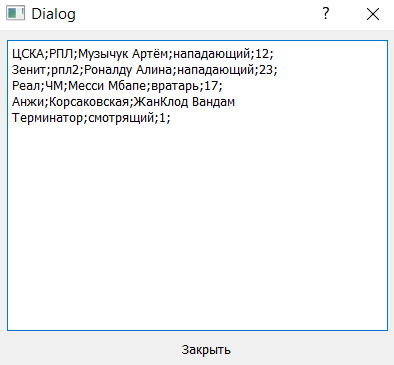 Dialog
?
ЦСКА;РПЛ;Музычук Артём;нападающий;12;
Зенит;рпл2;Роналду Алина;нападающий;23;
Реал;ЧМ;Месси Мбапе;вратарь;17;
Анжи;Корсаковская;ЖанКлод Вандам
Терминатор;смотрящий;1;
Закрыть